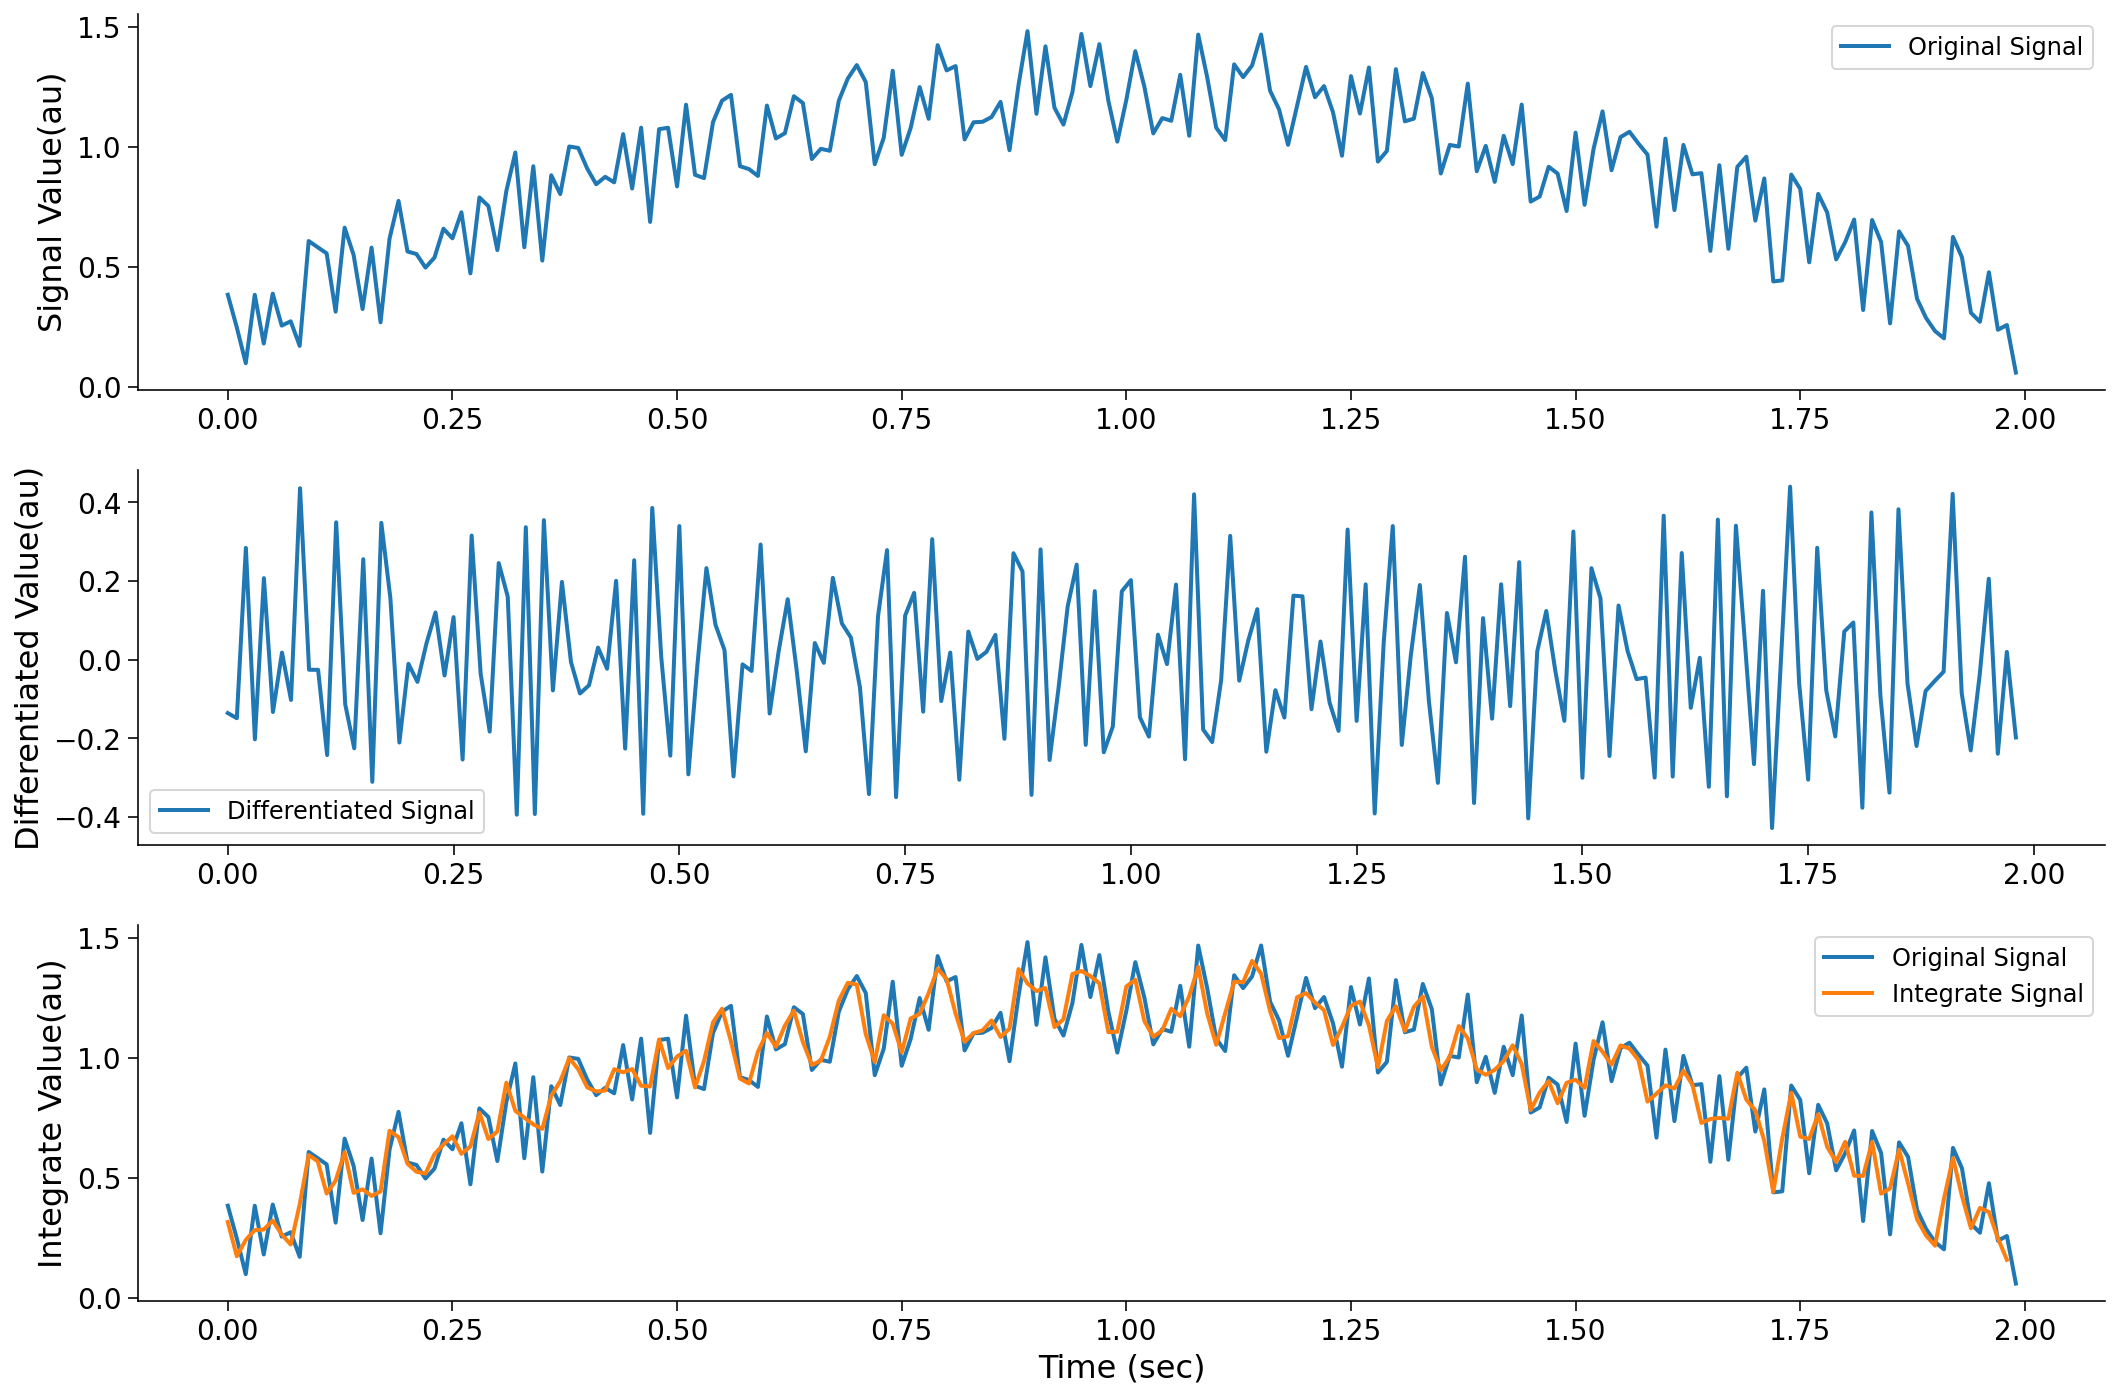 Signal Value(au)
1.5
1.0
0.5
0.0
Original Signal
0.00 0.25 0.50 0.75 1.00 1.25 1.50 1.75 2.00
Differentiated Value(au)
0.4
0.2
0.0
−0.2
−0.4
Differentiated Signal
0.00 0.25 0.50 0.75 1.00 1.25 1.50 1.75 2.00
Integrate Value(au)
1.5
1.0
0.5
0.0
Original Signal
Integrate Signal
0.00 0.25 0.50 0.75 1.00 1.25 1.50 1.75 2.00
Time (sec)